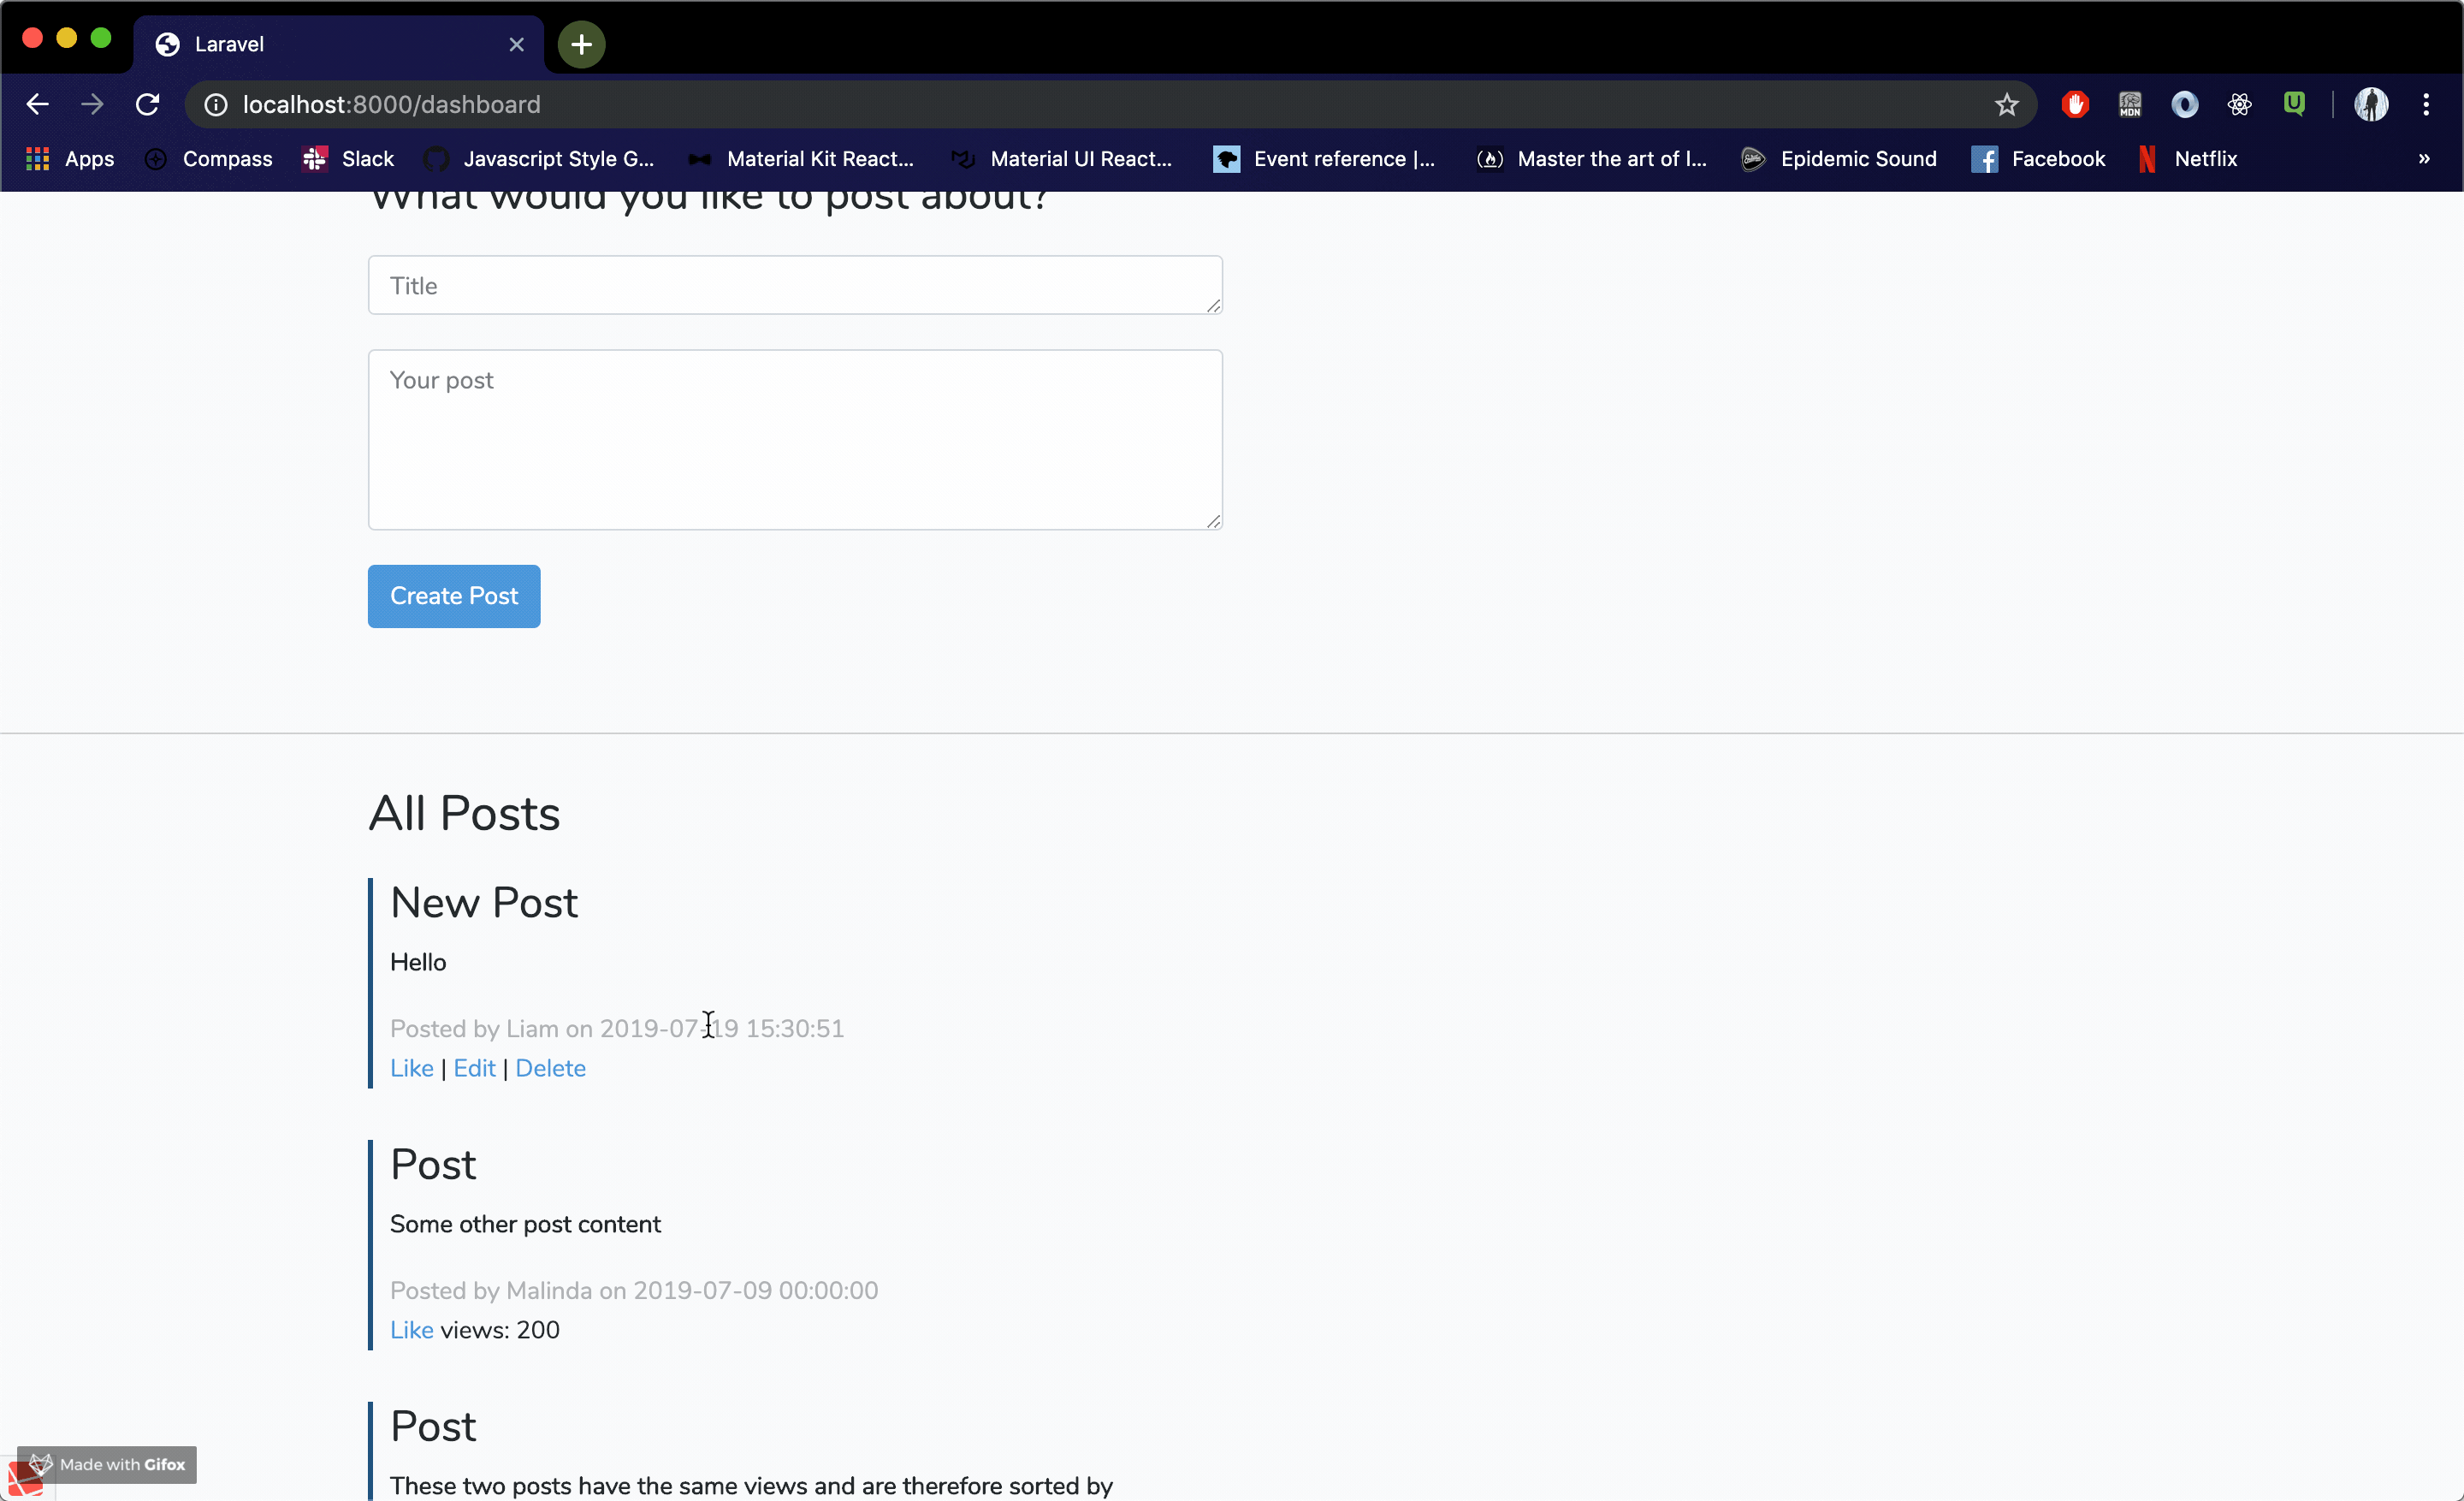 Laravel
localhost:8000/dashboard
MDN
U
Apps Compass Slack Javascript Style G... Material Kit React... Material UI React... Event reference |... Master the art of l... Epidemic Sound Facebook Netflix »
What would you like to post about?
Title
Your post
Create Post
All Posts
New Post
Hello
Posted by Liam on 2019-07-19 15:30:51
Like | Edit | Delete
Post
Some other post content
Posted by Malinda on 2019-07-09 00:00:00
Like views: 200
Post
These two posts have the same views and are therefore sorted by
Made with Gifox